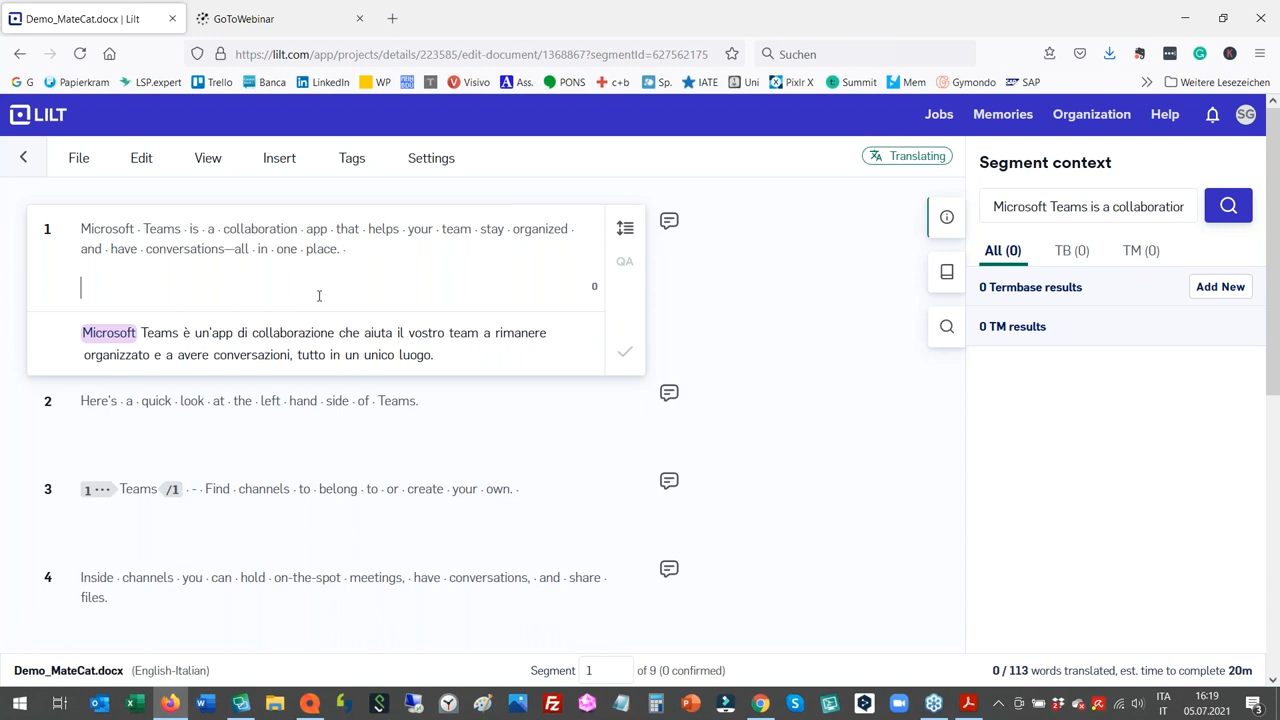 Demo_MateCat.docx | Lilt
GoToWebinar
https://lilt.com/app/projects/details/223585/edit-document/1368867?segmentId=627562175
Suchen
G G
Papierkram
LSP.expert
Trello
Banca
LinkedIn
WP
Visivo
Ass.
PONS
c+b
Sp.
IATE
Uni
Pixlr X
Summit
Mem
Gymondo
SAP
Weitere Lesezeichen
LILT
Jobs
Memories
Organization
Help
SG
File
Edit
View
Insert
Tags
Settings
Translating
Segment context
1
Microsoft · Teams · is · a · collaboration · app · that · helps · your · team · stay · organized ·
and · have · conversations—all · in · one · place. ·
QA
0
Microsoft Teams è un'app di collaborazione che aiuta il vostro team a rimanere
organizzato e a avere conversazioni, tutto in un unico luogo.
Microsoft Teams is a collaboration
All (0)
TB (0)
TM (0)
0 Termbase results
Add New
0 TM results
2
Here's · a · quick · look · at · the · left · hand · side · of · Teams.
3
1··· Teams /1 · - · Find · channels · to · belong · to · or · create · your · own. ·
4
Inside · channels · you · can · hold · on-the-spot · meetings, · have · conversations, · and · share ·
files.
Demo_MateCat.docx (English-Italian)
Segment 1 of 9 (0 confirmed)
0 / 113 words translated, est. time to complete 20m
ITA
IT
16:19
05.07.2021
3